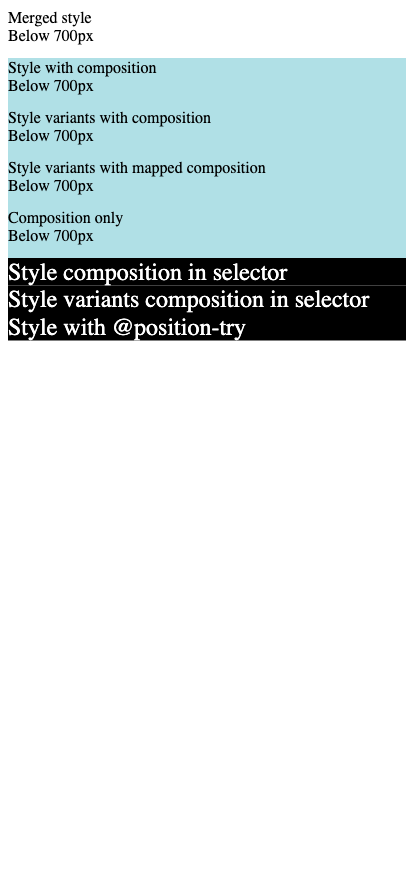 Merged style
Below 700px
Style with composition
Below 700px
Style variants with composition
Below 700px
Style variants with mapped composition
Below 700px
Composition only
Below 700px
Style composition in selector
Style variants composition in selector
Style with @position-try